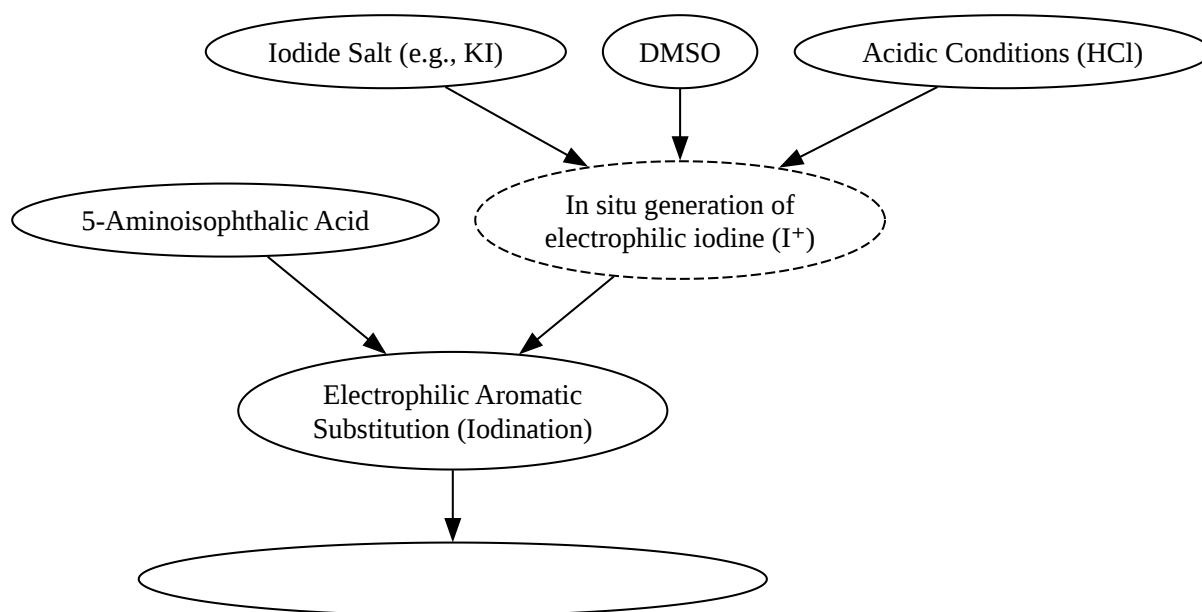 Iodide Salt (e.g., KI)
DMSO
Acidic Conditions (HCl)
5-Aminoisophthalic Acid
In situ generation of
electrophilic iodine (I⁺)
Electrophilic Aromatic
Substitution (Iodination)